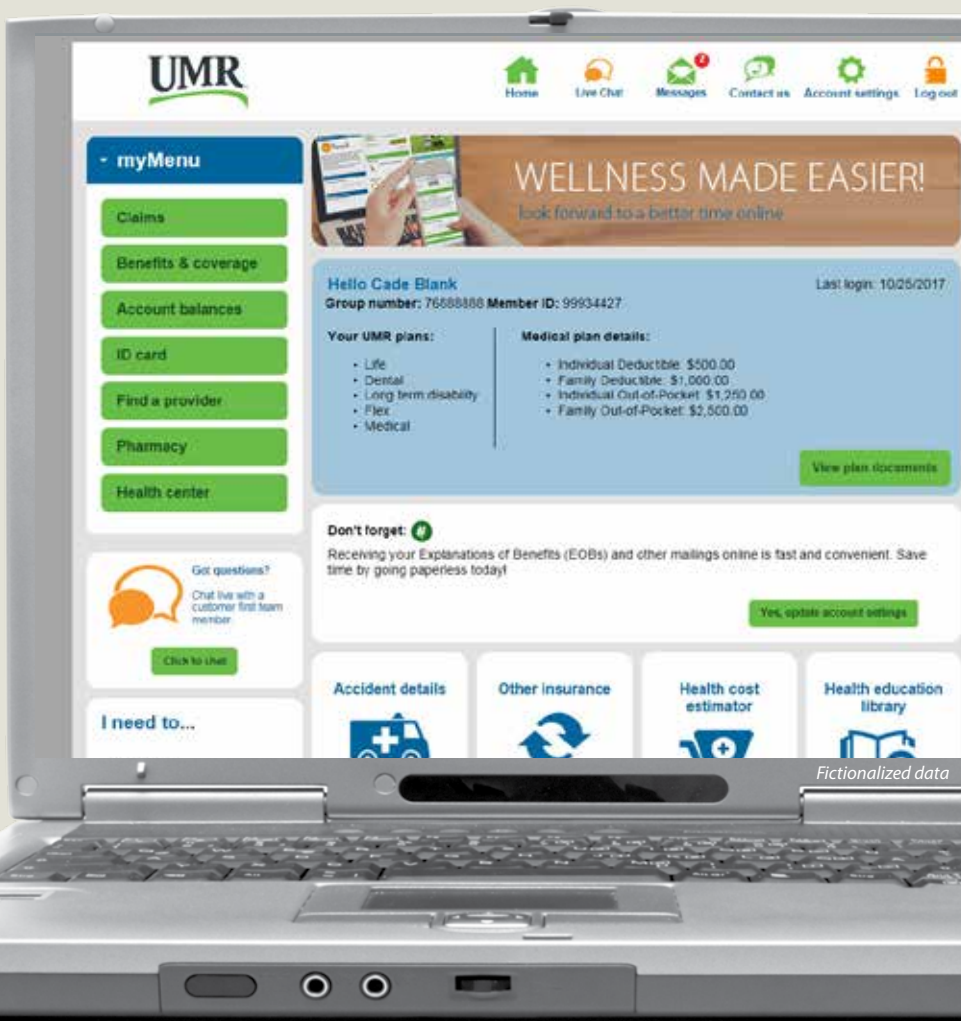 UMR
Home Live Chat Messages Contact us Account settings Log out
myMenu
Claims
Benefits & coverage
Account balances
ID card
Find a provider
Pharmacy
Health center
WELLNESS MADE EASIER!
look forward to a better time online
Hello Cade Blank
Last login: 10/25/2017
Group number: Member ID: 99934427
Your UMR plans:
• Life
• Dental
• Long term disability
• Flex
• Medical
Medical plan details:
• Individual Deductible: $500.00
• Family Deductible: $1,000.00
• Individual Out-of-Pocket: $1,250.00
• Family Out-of-Pocket: $2,500.00
View plan documents
Don't forget:
Receiving your Explanations of Benefits (EOBs) and other mailings online is fast and convenient. Save
time by going paperless today!
Yes, update account settings
Got questions?
Chat live with a
customer first team
member
Click to chat
I need to...
Accident details
Other insurance
Health cost
estimator
Health education
library
Fictionalized data